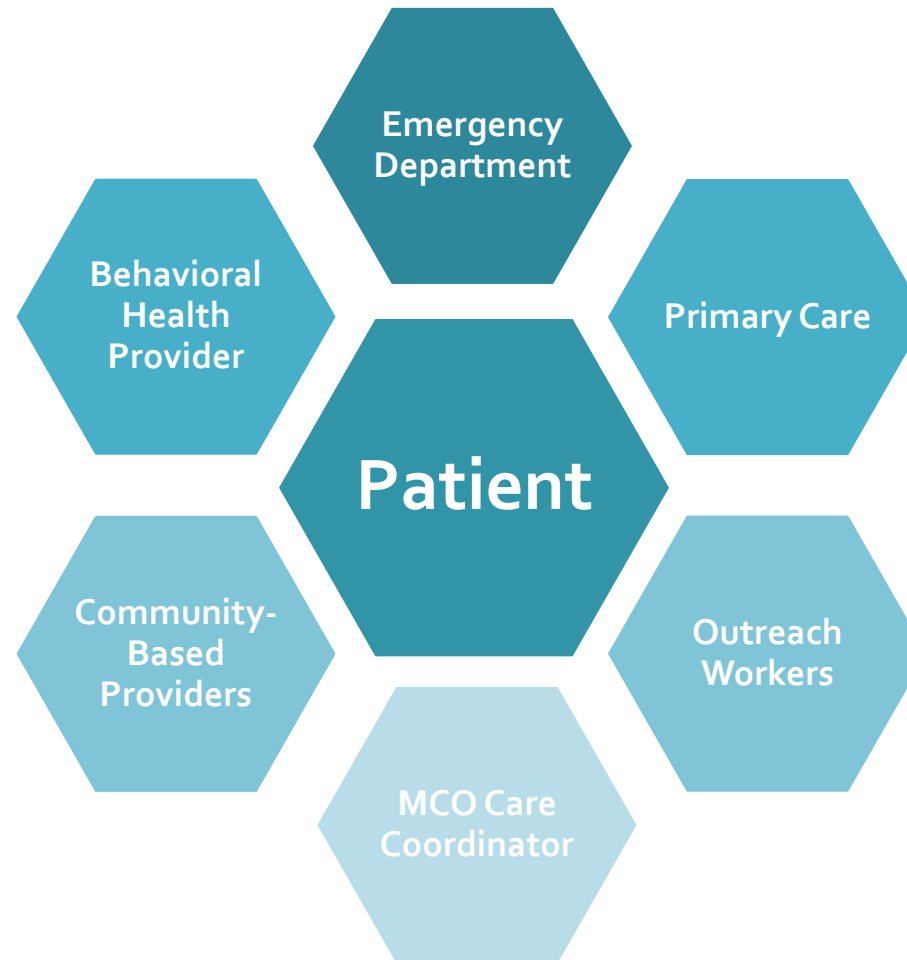 Emergency
Department
Behavioral
Health
Provider
Primary Care
Patient
Community-
Based
Providers
Outreach
Workers
MCO Care
Coordinator